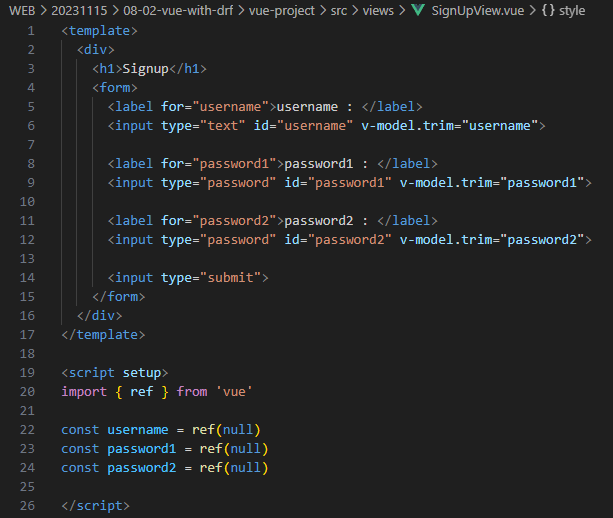 WEB > 20231115 > 08-02-vue-with-drf > vue-project > src > views > SignUpView.vue > {} style
1 <template>
2 <div>
3 <h1>Signup</h1>
4 <form>
5 <label for="username">username : </label>
6 <input type="text" id="username" v-model.trim="username">
7
8 <label for="password1">password1 : </label>
9 <input type="password" id="password1" v-model.trim="password1">
10
11 <label for="password2">password2 : </label>
12 <input type="password" id="password2" v-model.trim="password2">
13
14 <input type="submit">
15 </form>
16 </div>
17 </template>
18
19 <script setup>
20 import { ref } from 'vue'
21
22 const username = ref(null)
23 const password1 = ref(null)
24 const password2 = ref(null)
25
26 </script>